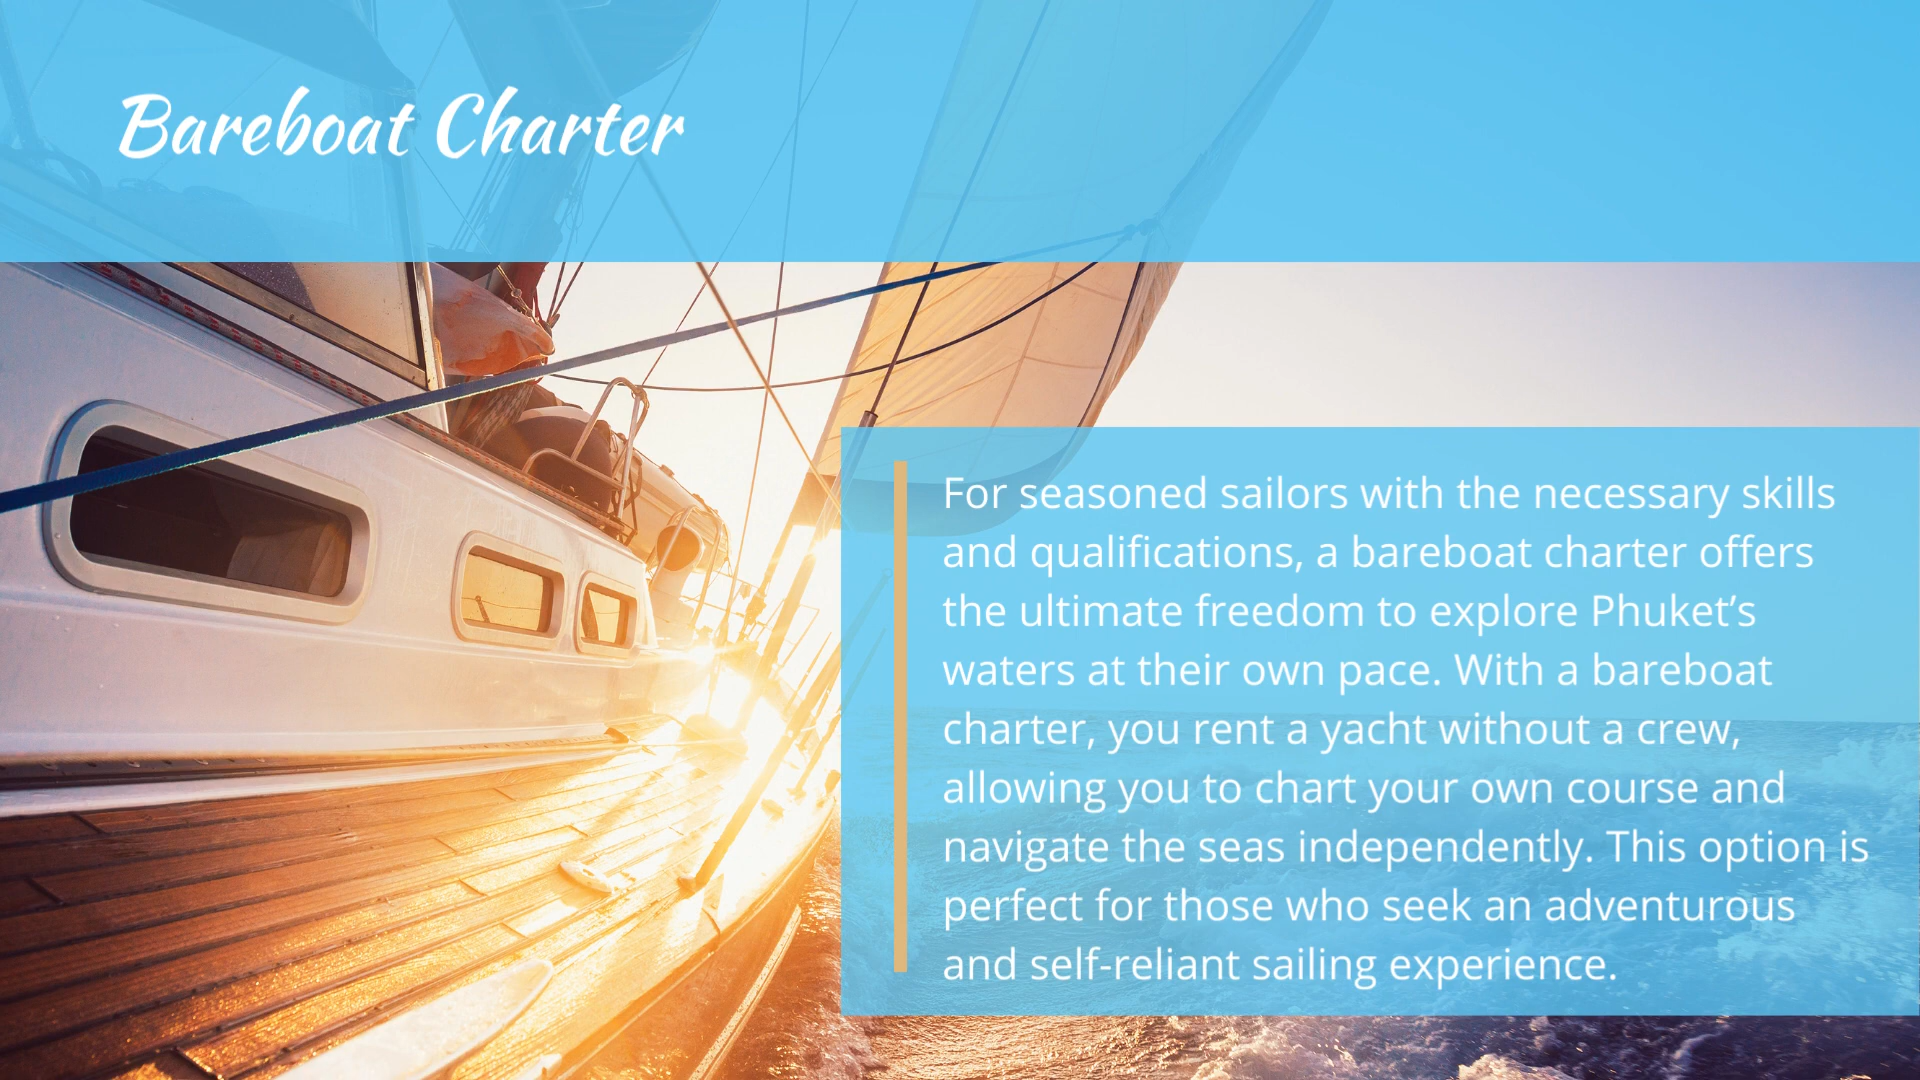 Bareboat Charter
For seasoned sailors with the necessary skills
and qualifications, a bareboat charter offers
the ultimate freedom to explore Phuket’s
waters at their own pace. With a bareboat
charter, you rent a yacht without a crew,
allowing you to chart your own course and
navigate the seas independently. This option is
perfect for those who seek an adventurous
and self-reliant sailing experience.